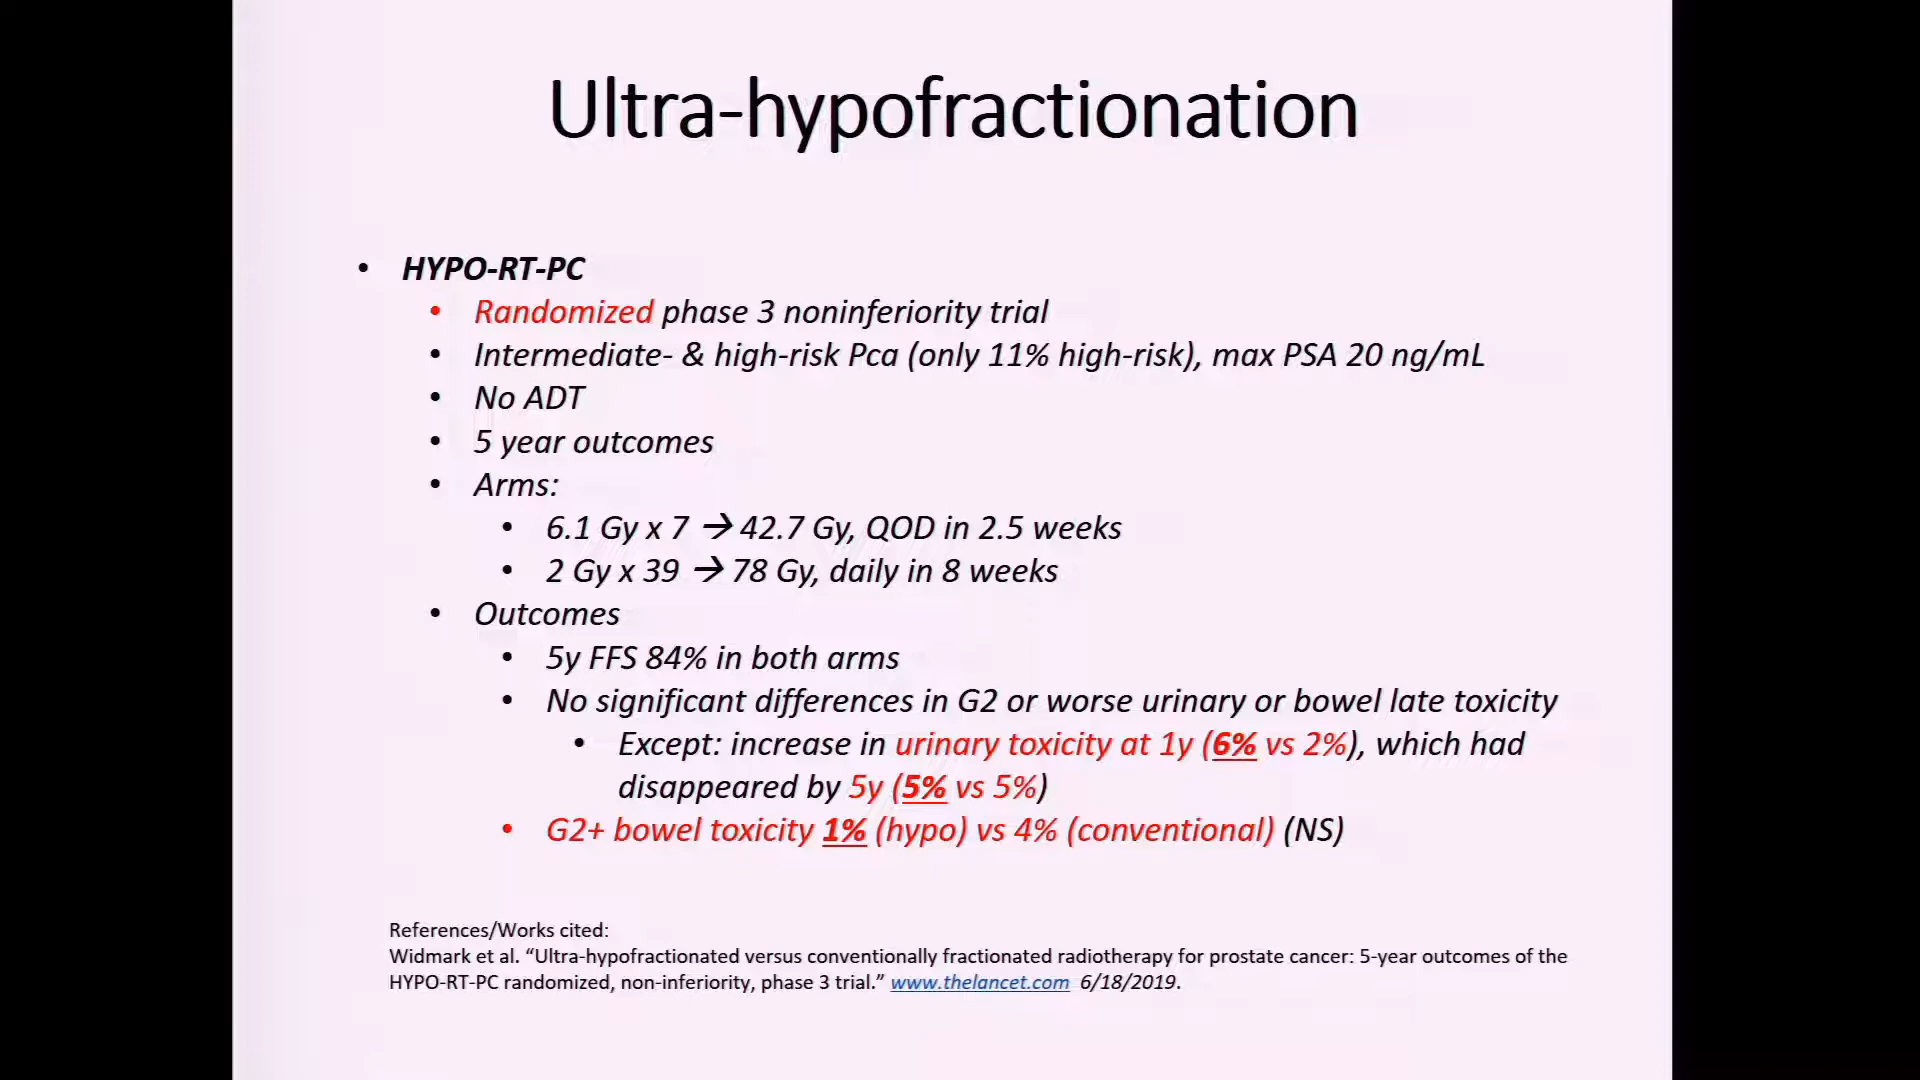 Ultra-hypofractionation
• HYPO-RT-PC
• Randomized phase 3 noninferiority trial
• Intermediate- & high-risk Pca (only 11% high-risk), max PSA 20 ng/mL
• No ADT
• 5 year outcomes
• Arms:
• 6.1 Gy x 7 → 42.7 Gy, QOD in 2.5 weeks
• 2 Gy x 39 → 78 Gy, daily in 8 weeks
• Outcomes
• 5y FFS 84% in both arms
• No significant differences in G2 or worse urinary or bowel late toxicity
• Except: increase in urinary toxicity at 1y (6% vs 2%), which had
disappeared by 5y (5% vs 5%)
• G2+ bowel toxicity 1% (hypo) vs 4% (conventional) (NS)
References/Works cited:
Widmark et al. “Ultra-hypofractionated versus conventionally fractionated radiotherapy for prostate cancer: 5-year outcomes of the
HYPO-RT-PC randomized, non-inferiority, phase 3 trial.” www.thelancet.com 6/18/2019.